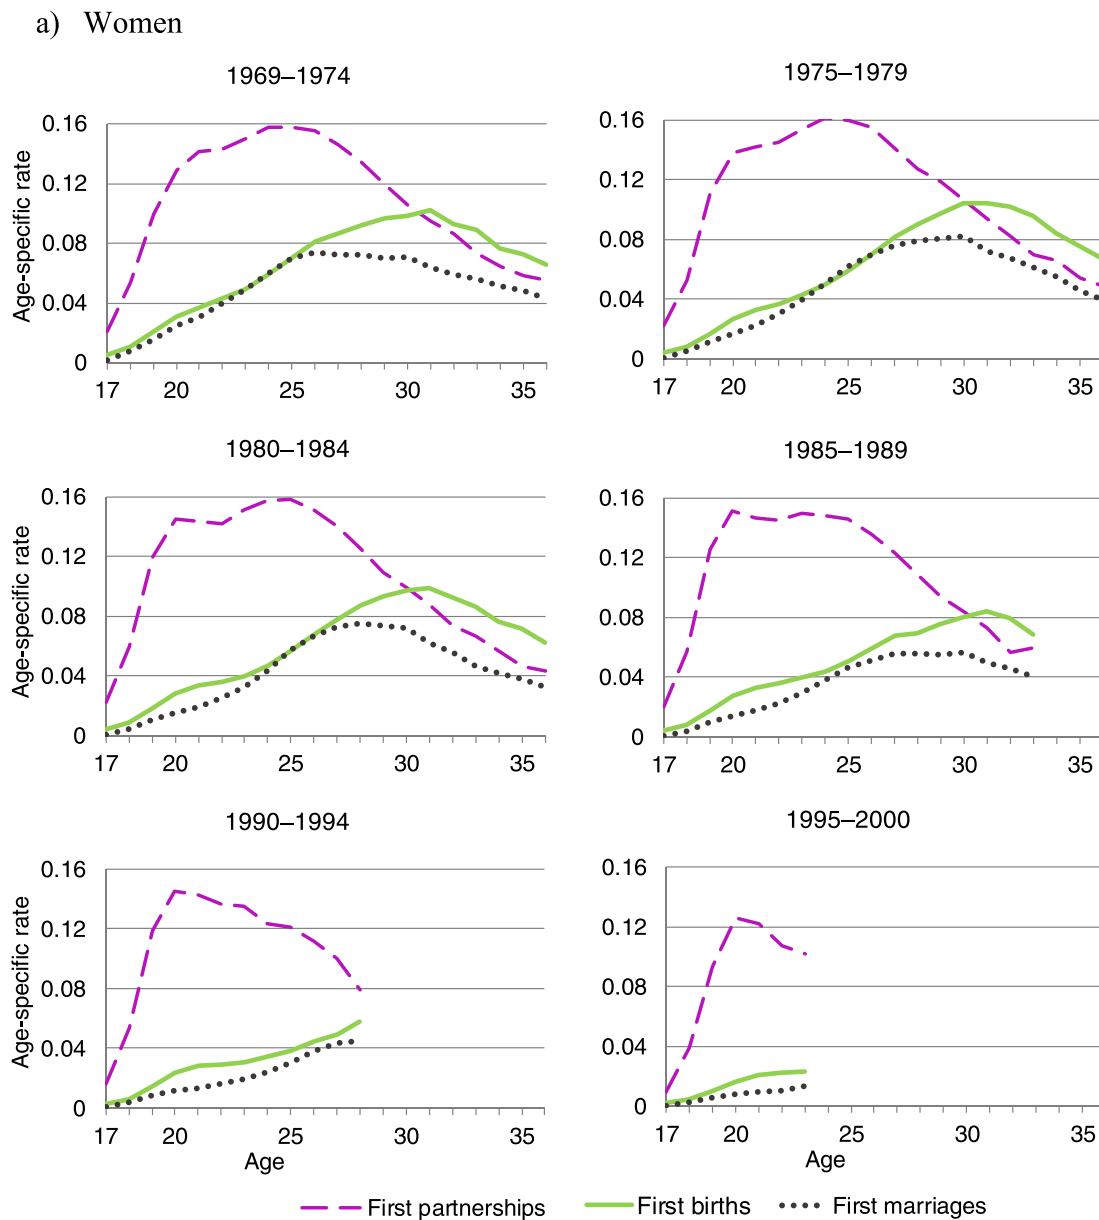 a) Women
1969–1974
1975–1979
Age-specific rate
0.16
0.12
0.08
0.04
0
17 20 25 30 35
0.16
0.12
0.08
0.04
0
17 20 25 30 35
1980–1984
1985–1989
Age-specific rate
0.16
0.12
0.08
0.04
0
17 20 25 30 35
0.16
0.12
0.08
0.04
0
17 20 25 30 35
1990–1994
1995–2000
Age-specific rate
0.16
0.12
0.08
0.04
0
17 20 25 30 35
Age
0.16
0.12
0.08
0.04
0
17 20 25 30 35
Age
First partnerships First births First marriages